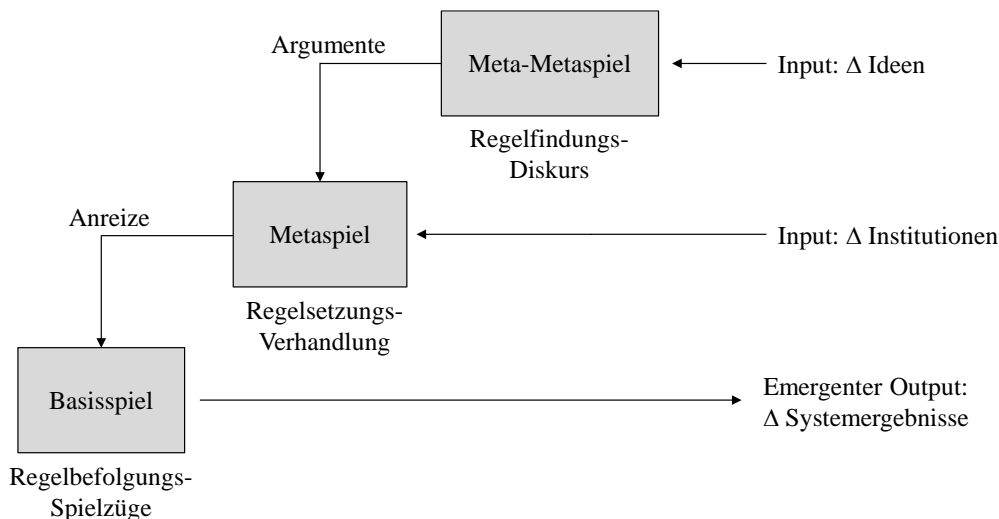 Argumente
Meta-Metaspiel
Input: Δ Ideen
Regelfindungs-
Diskurs
Anreize
Metaspiel
Input: Δ Institutionen
Regelsetzungs-
Verhandlung
Basisspiel
Emergenter Output:
Δ Systemergebnisse
Regelbefolgungs-
Spielzüge